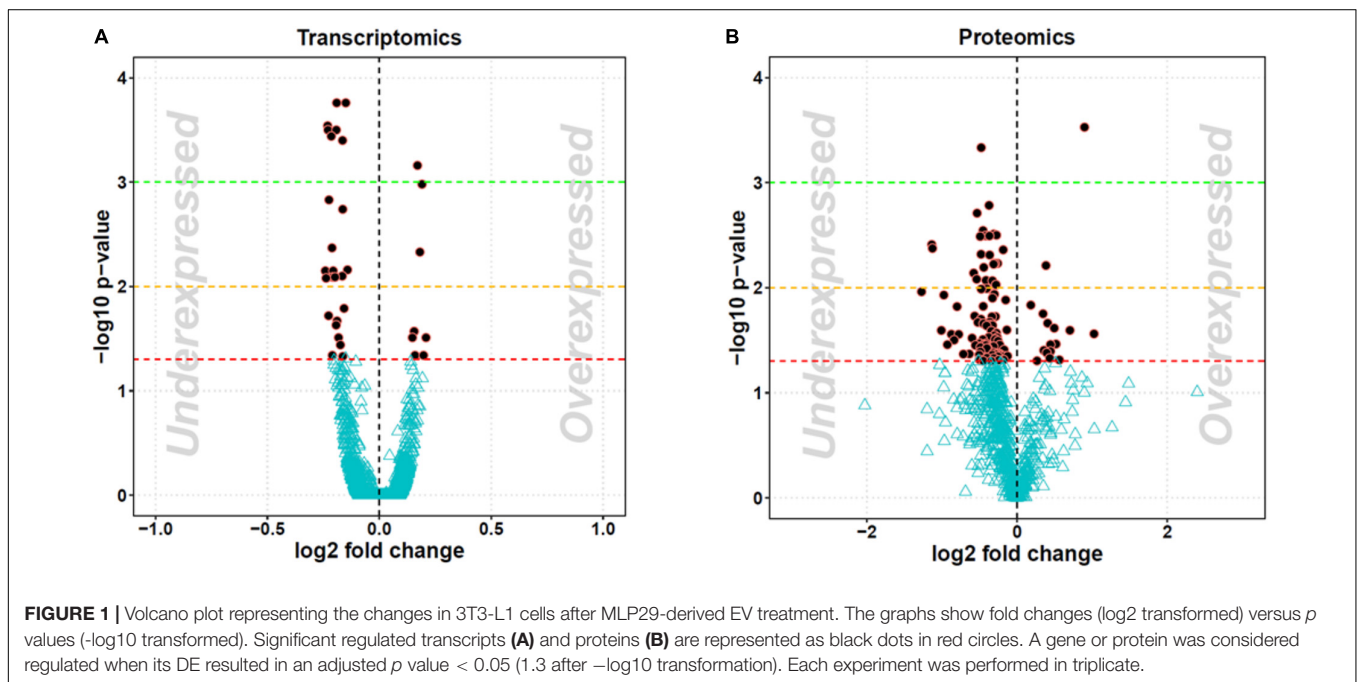 A
Transcriptomics
4
3
2
1
0
−log10 p−value
Underexpressed
Overexpressed
−1.0 −0.5 0.0 0.5 1.0
log2 fold change
B
Proteomics
4
3
2
1
0
−log10 p−value
Underexpressed
Overexpressed
−2 0 2
log2 fold change
FIGURE 1 | Volcano plot representing the changes in 3T3-L1 cells after MLP29-derived EV treatment. The graphs show fold changes (log2 transformed) versus p
values (-log10 transformed). Significant regulated transcripts (A) and proteins (B) are represented as black dots in red circles. A gene or protein was considered
regulated when its DE resulted in an adjusted p value < 0.05 (1.3 after −log10 transformation). Each experiment was performed in triplicate.